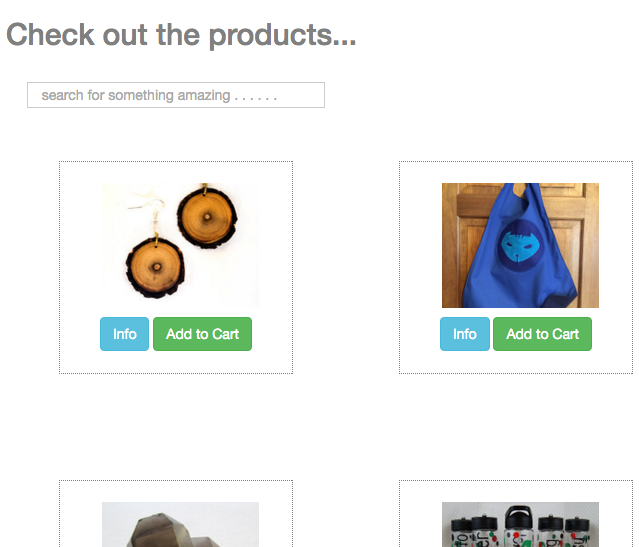 Check out the products...
search for something amazing . . . . . .
Info Add to Cart
Info Add to Cart